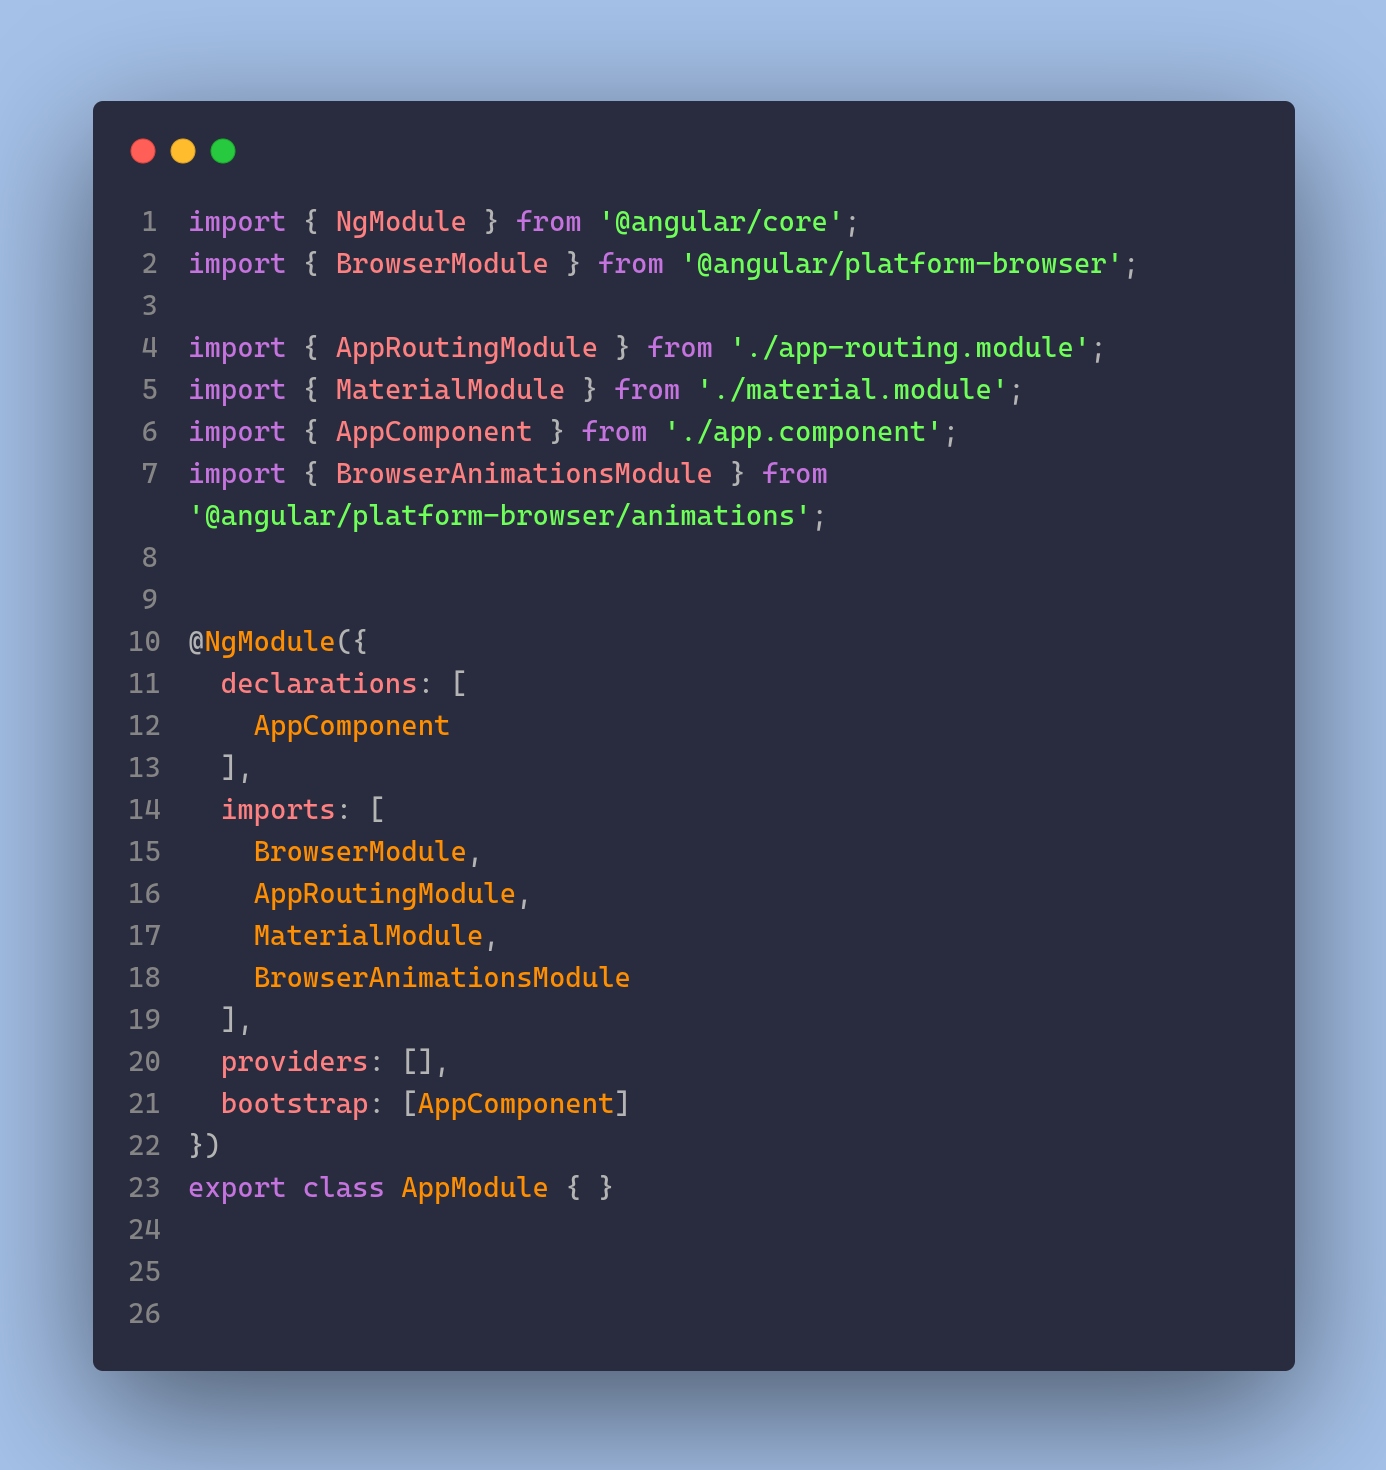 1 import { NgModule } from '@angular/core';
2 import { BrowserModule } from '@angular/platform-browser';
3
4 import { AppRoutingModule } from './app-routing.module';
5 import { MaterialModule } from './material.module';
6 import { AppComponent } from './app.component';
7 import { BrowserAnimationsModule } from
'@angular/platform-browser/animations';
8
9
10 @NgModule({
11   declarations: [
12     AppComponent
13   ],
14   imports: [
15     BrowserModule,
16     AppRoutingModule,
17     MaterialModule,
18     BrowserAnimationsModule
19   ],
20   providers: [],
21   bootstrap: [AppComponent]
22 })
23 export class AppModule { }
24
25
26